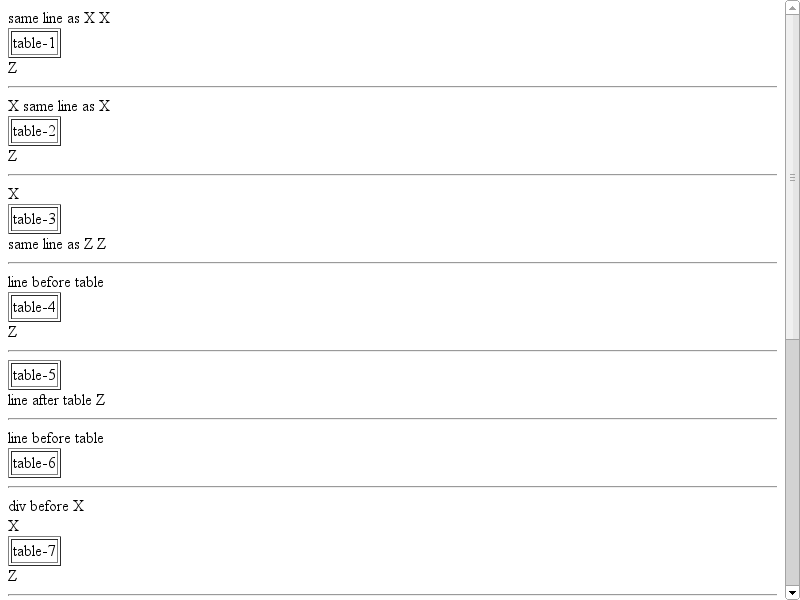 same line as X X
table-1
Z
X same line as X
table-2
Z
X
table-3
same line as Z Z
line before table
table-4
Z
table-5
line after table Z
line before table
table-6
div before X
X
table-7
Z